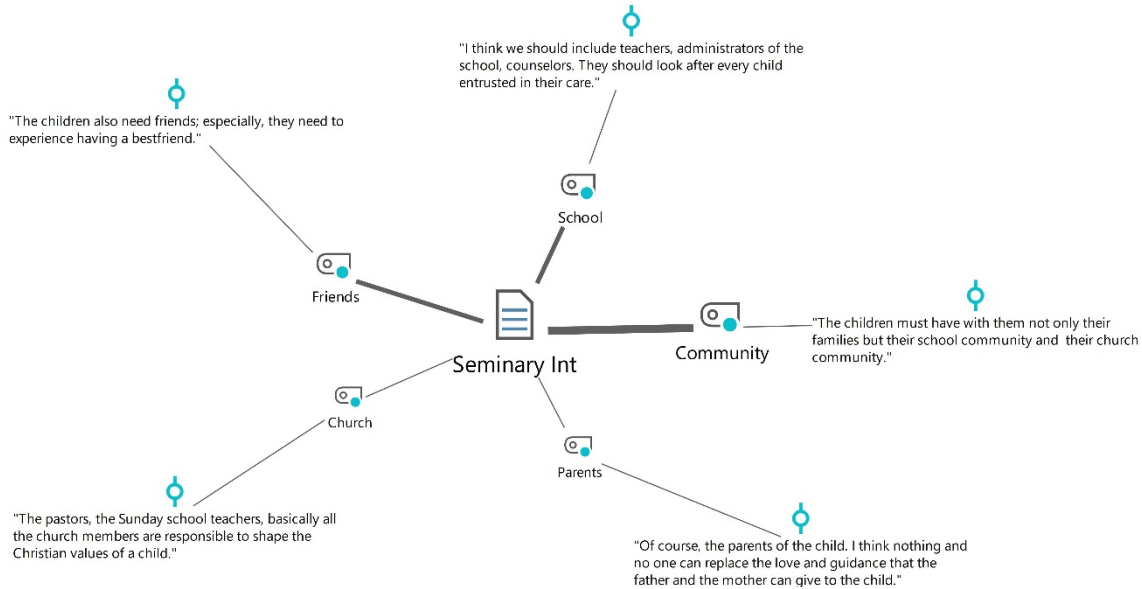 "I think we should include teachers, administrators of the
school, counselors. They should look after every child
entrusted in their care."
"The children also need friends; especially, they need to
experience having a bestfriend."
School
Friends
Community
"The children must have with them not only their
families but their school community and  their church
community."
Seminary Int
Church
Parents
"The pastors, the Sunday school teachers, basically all
the church members are responsible to shape the
Christian values of a child."
"Of course, the parents of the child. I think nothing and
no one can replace the love and guidance that the
father and the mother can give to the child."